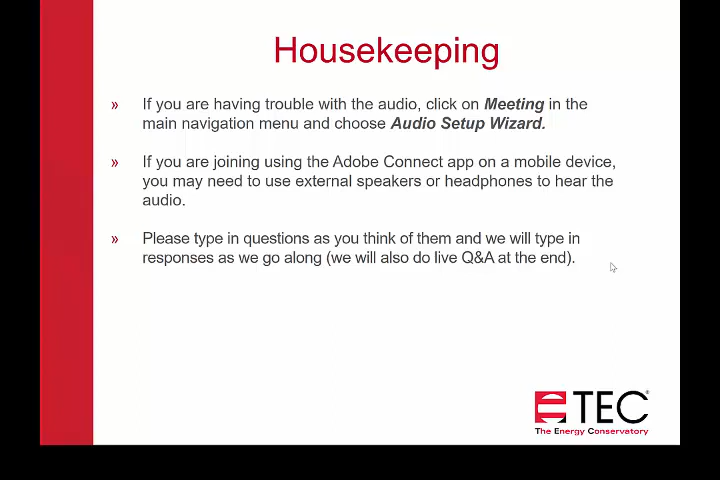 Housekeeping
» If you are having trouble with the audio, click on Meeting in the
main navigation menu and choose Audio Setup Wizard.
» If you are joining using the Adobe Connect app on a mobile device,
you may need to use external speakers or headphones to hear the
audio.
» Please type in questions as you think of them and we will type in
responses as we go along (we will also do live Q&A at the end).
TEC®
The Energy Conservatory